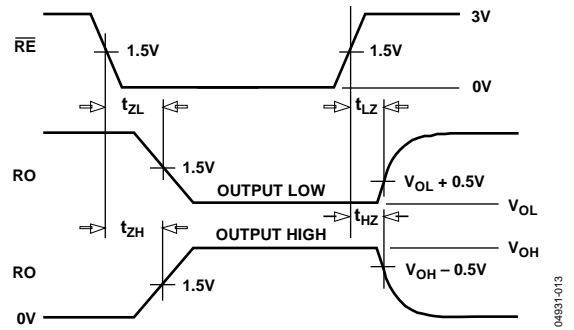 3V
RE
1.5V
1.5V
0V
tZL
tLZ
1.5V
RO
VOL + 0.5V
OUTPUT LOW
VOL
tHZ
tZH
OUTPUT HIGH
VOH
VOH – 0.5V
RO
1.5V
0V
04931-013